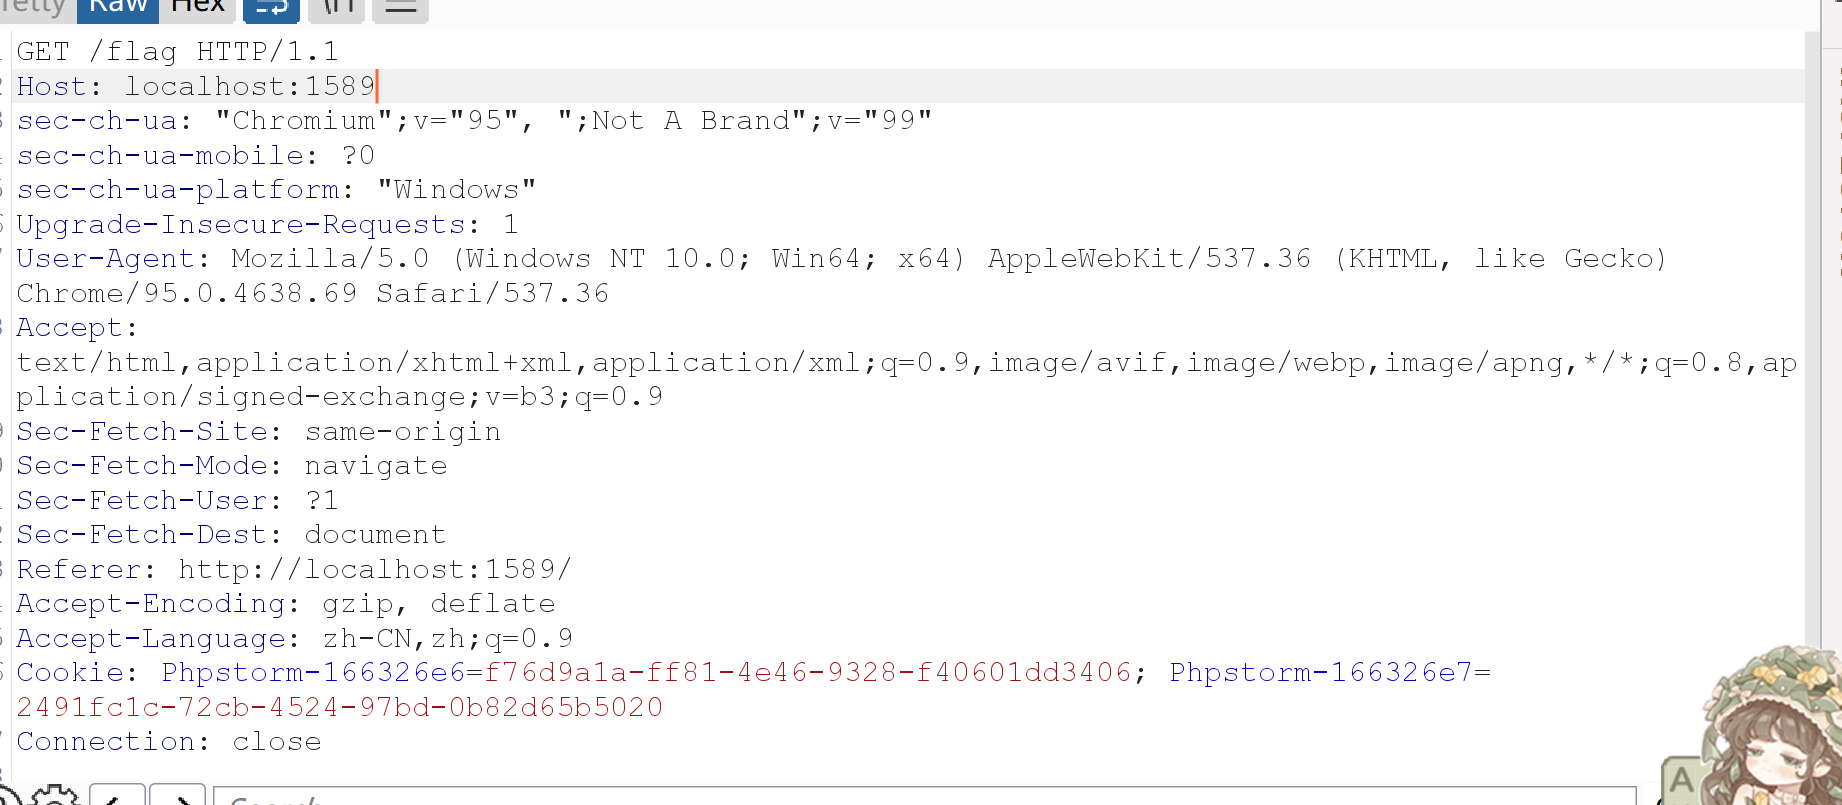 Raw Hex
GET /flag HTTP/1.1
Host: localhost:1589
sec-ch-ua: "Chromium";v="95", ";Not A Brand";v="99"
sec-ch-ua-mobile: ?0
sec-ch-ua-platform: "Windows"
Upgrade-Insecure-Requests: 1
User-Agent: Mozilla/5.0 (Windows NT 10.0; Win64; x64) AppleWebKit/537.36 (KHTML, like Gecko)
Chrome/95.0.4638.69 Safari/537.36
Accept:
text/html,application/xhtml+xml,application/xml;q=0.9,image/avif,image/webp,image/apng,*/*;q=0.8,ap
plication/signed-exchange;v=b3;q=0.9
Sec-Fetch-Site: same-origin
Sec-Fetch-Mode: navigate
Sec-Fetch-User: ?1
Sec-Fetch-Dest: document
Referer: http://localhost:1589/
Accept-Encoding: gzip, deflate
Accept-Language: zh-CN,zh;q=0.9
Cookie: Phpstorm-166326e6=f76d9a1a-ff81-4e46-9328-f40601dd3406; Phpstorm-166326e7=
2491fc1c-72cb-4524-97bd-0b82d65b5020
Connection: close
A